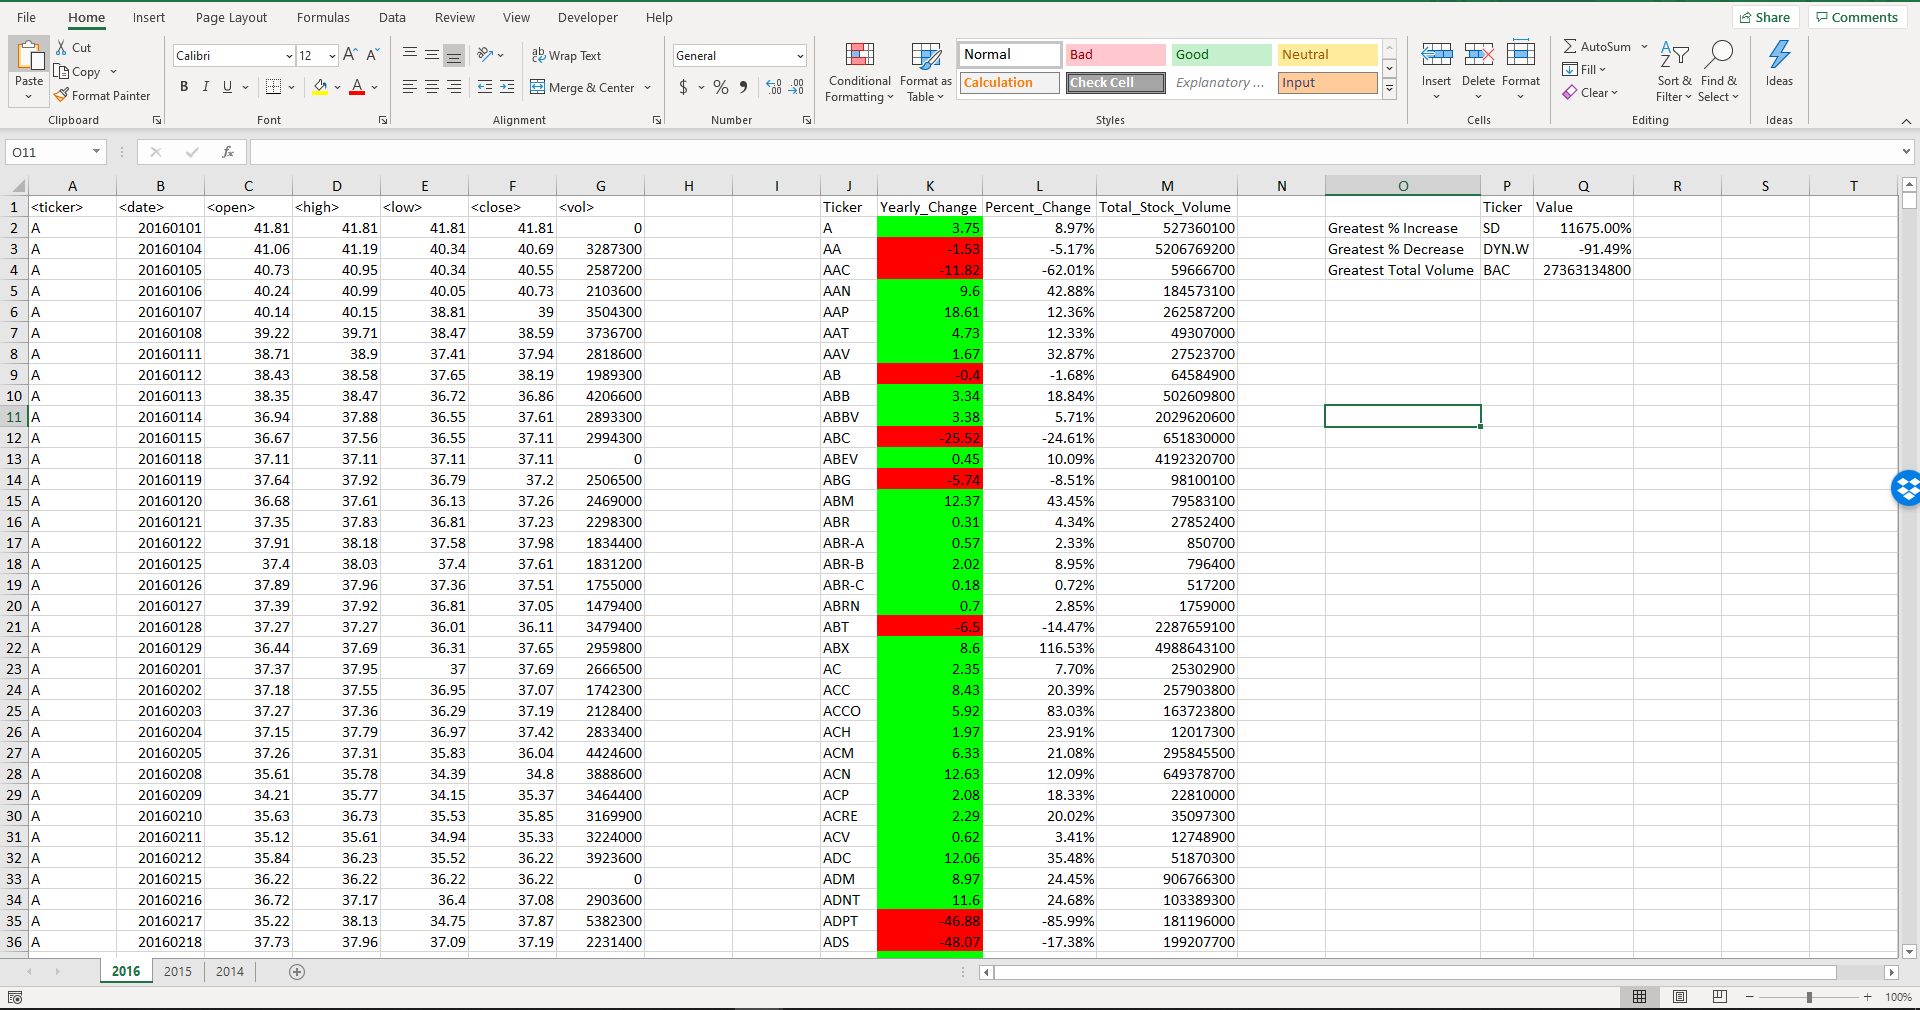 File Home Insert Page Layout Formulas Data Review View Developer Help Share Comments
Paste Cut Copy Format Painter Clipboard
Calibri 12 A A B I U A Font
Wrap Text Merge & Center Alignment
General $ % Number
Conditional Formatting Format as Table
Normal Bad Good Neutral
Calculation Check Cell Explanatory ... Input
Styles
Insert Delete Format Cells
AutoSum Fill Clear Sort & Filter Find & Select Editing
Ideas Ideas
O11 fx
A B C D E F G H I J K L M N O P Q R S T
1 <ticker> <date> <open> <high> <low> <close> <vol> Ticker Yearly_Change Percent_Change Total_Stock_Volume Ticker Value
2 A 20160101 41.81 41.81 41.81 41.81 0 A 3.75 8.97% 527360100 Greatest % Increase SD 11675.00%
3 A 20160104 41.06 41.19 40.34 40.69 3287300 AA -1.53 -5.17% 5206769200 Greatest % Decrease DYN.W -91.49%
4 A 20160105 40.73 40.95 40.34 40.55 2587200 AAC -11.82 -62.01% 59666700 Greatest Total Volume BAC 27363134800
5 A 20160106 40.24 40.99 40.05 40.73 2103600 AAN 9.6 42.88% 184573100
6 A 20160107 40.14 40.15 38.81 39 3504300 AAP 18.61 12.36% 262587200
7 A 20160108 39.22 39.71 38.47 38.59 3736700 AAT 4.73 12.33% 49307000
8 A 20160111 38.71 38.9 37.41 37.94 2818600 AAV 1.67 32.87% 27523700
9 A 20160112 38.43 38.58 37.65 38.19 1989300 AB -0.4 -1.68% 64584900
10 A 20160113 38.35 38.47 36.72 36.86 4206600 ABB 3.34 18.84% 502609800
11 A 20160114 36.94 37.88 36.55 37.61 2893300 ABBV 3.38 5.71% 2029620600
12 A 20160115 36.67 37.56 36.55 37.11 2994300 ABC -25.52 -24.61% 651830000
13 A 20160118 37.11 37.11 37.11 37.11 0 ABEV 0.45 10.09% 4192320700
14 A 20160119 37.64 37.92 36.79 37.2 2506500 ABG -5.74 -8.51% 98100100
15 A 20160120 36.68 37.61 36.13 37.26 2469000 ABM 12.37 43.45% 79583100
16 A 20160121 37.35 37.83 36.81 37.23 2298300 ABR 0.31 4.34% 27852400
17 A 20160122 37.91 38.18 37.58 37.98 1834400 ABR-A 0.57 2.33% 850700
18 A 20160125 37.4 38.03 37.4 37.61 1831200 ABR-B 2.02 8.95% 796400
19 A 20160126 37.89 37.96 37.36 37.51 1755000 ABR-C 0.18 0.72% 517200
20 A 20160127 37.39 37.92 36.81 37.05 1479400 ABRN 0.7 2.85% 1759000
21 A 20160128 37.27 37.27 36.01 36.11 3479400 ABT -6.5 -14.47% 2287659100
22 A 20160129 36.44 37.69 36.31 37.65 2959800 ABX 8.6 116.53% 4988643100
23 A 20160201 37.37 37.95 37 37.69 2666500 AC 2.35 7.70% 25302900
24 A 20160202 37.18 37.55 36.95 37.07 1742300 ACC 8.43 20.39% 257903800
25 A 20160203 37.27 37.36 36.29 37.19 2128400 ACCO 5.92 83.03% 163723800
26 A 20160204 37.15 37.79 36.97 37.42 2833400 ACH 1.97 23.91% 12017300
27 A 20160205 37.26 37.31 35.83 36.04 4424600 ACM 6.33 21.08% 295845500
28 A 20160208 35.61 35.78 34.39 34.8 3888600 ACN 12.63 12.09% 649378700
29 A 20160209 34.21 35.77 34.15 35.37 3464400 ACP 2.08 18.33% 22810000
30 A 20160210 35.63 36.73 35.53 35.85 3169900 ACRE 2.29 20.02% 35097300
31 A 20160211 35.12 35.61 34.94 35.33 3224000 ACV 0.62 3.41% 12748900
32 A 20160212 35.84 36.23 35.52 36.22 3923600 ADC 12.06 35.48% 51870300
33 A 20160215 36.22 36.22 36.22 36.22 0 ADM 8.97 24.45% 906766300
34 A 20160216 36.72 37.17 36.4 37.08 2903600 ADNT 11.6 24.68% 103389300
35 A 20160217 35.22 38.13 34.75 37.87 5382300 ADPT -46.88 -85.99% 181196000
36 A 20160218 37.73 37.96 37.09 37.19 2231400 ADS -48.07 -17.38% 199207700
2016 2015 2014
100%